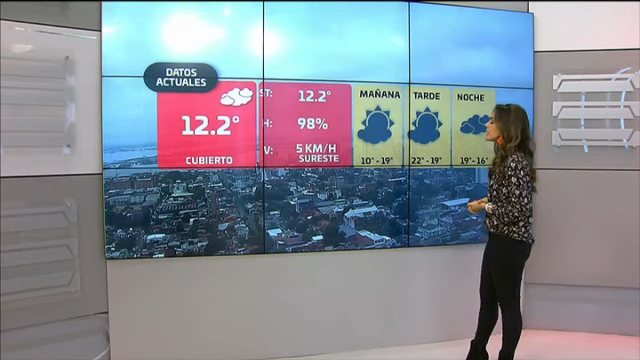 DATOS
ACTUALES
12.2°
CUBIERTO
ST: 12.2°
H: 98%
V: 5 KM/H
SURESTE
MAÑANA
10°-19°
TARDE
22°-19°
NOCHE
19°-16°